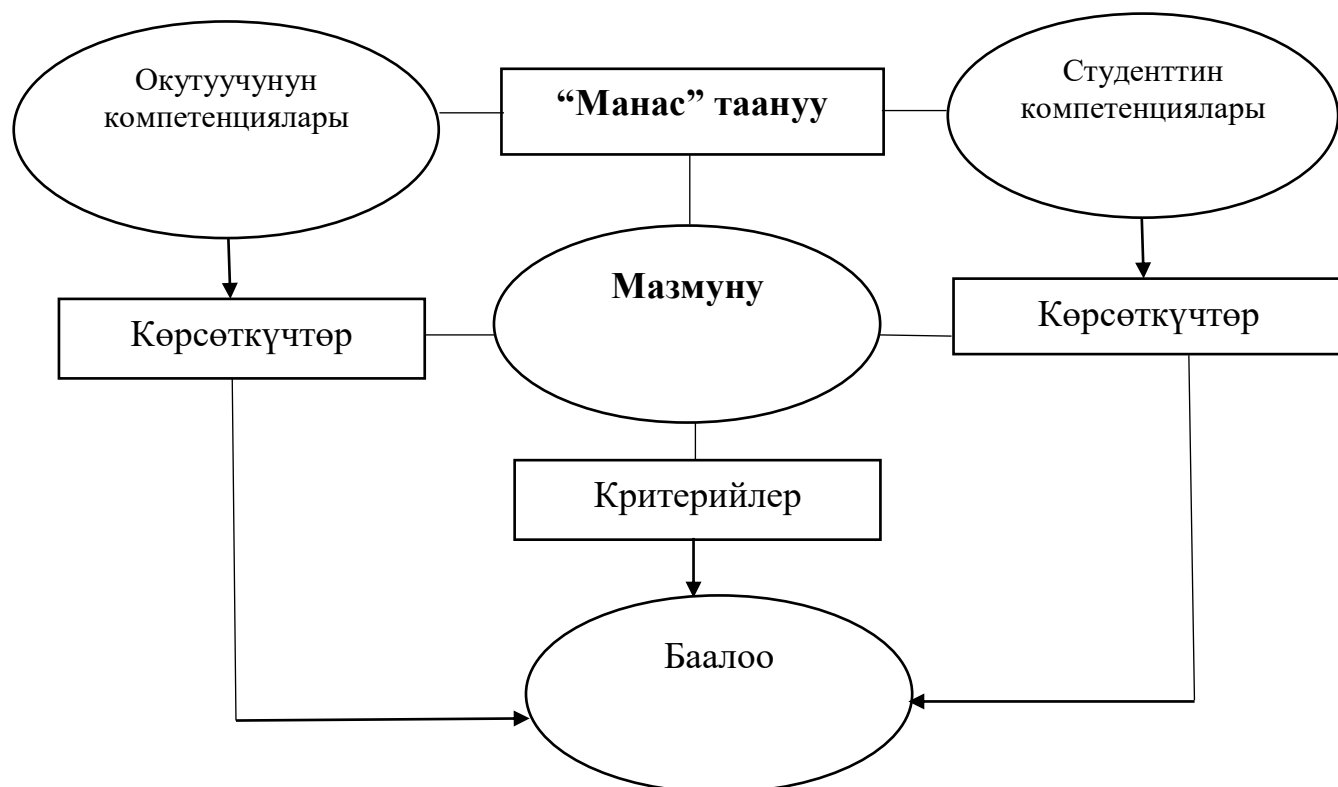 Окутуучунун
компетенциялары
“Манас” таануу
Студенттин
компетенциялары
Мазмуну
Көрсөткүчтөр
Көрсөткүчтөр
Критерийлер
Баалоо